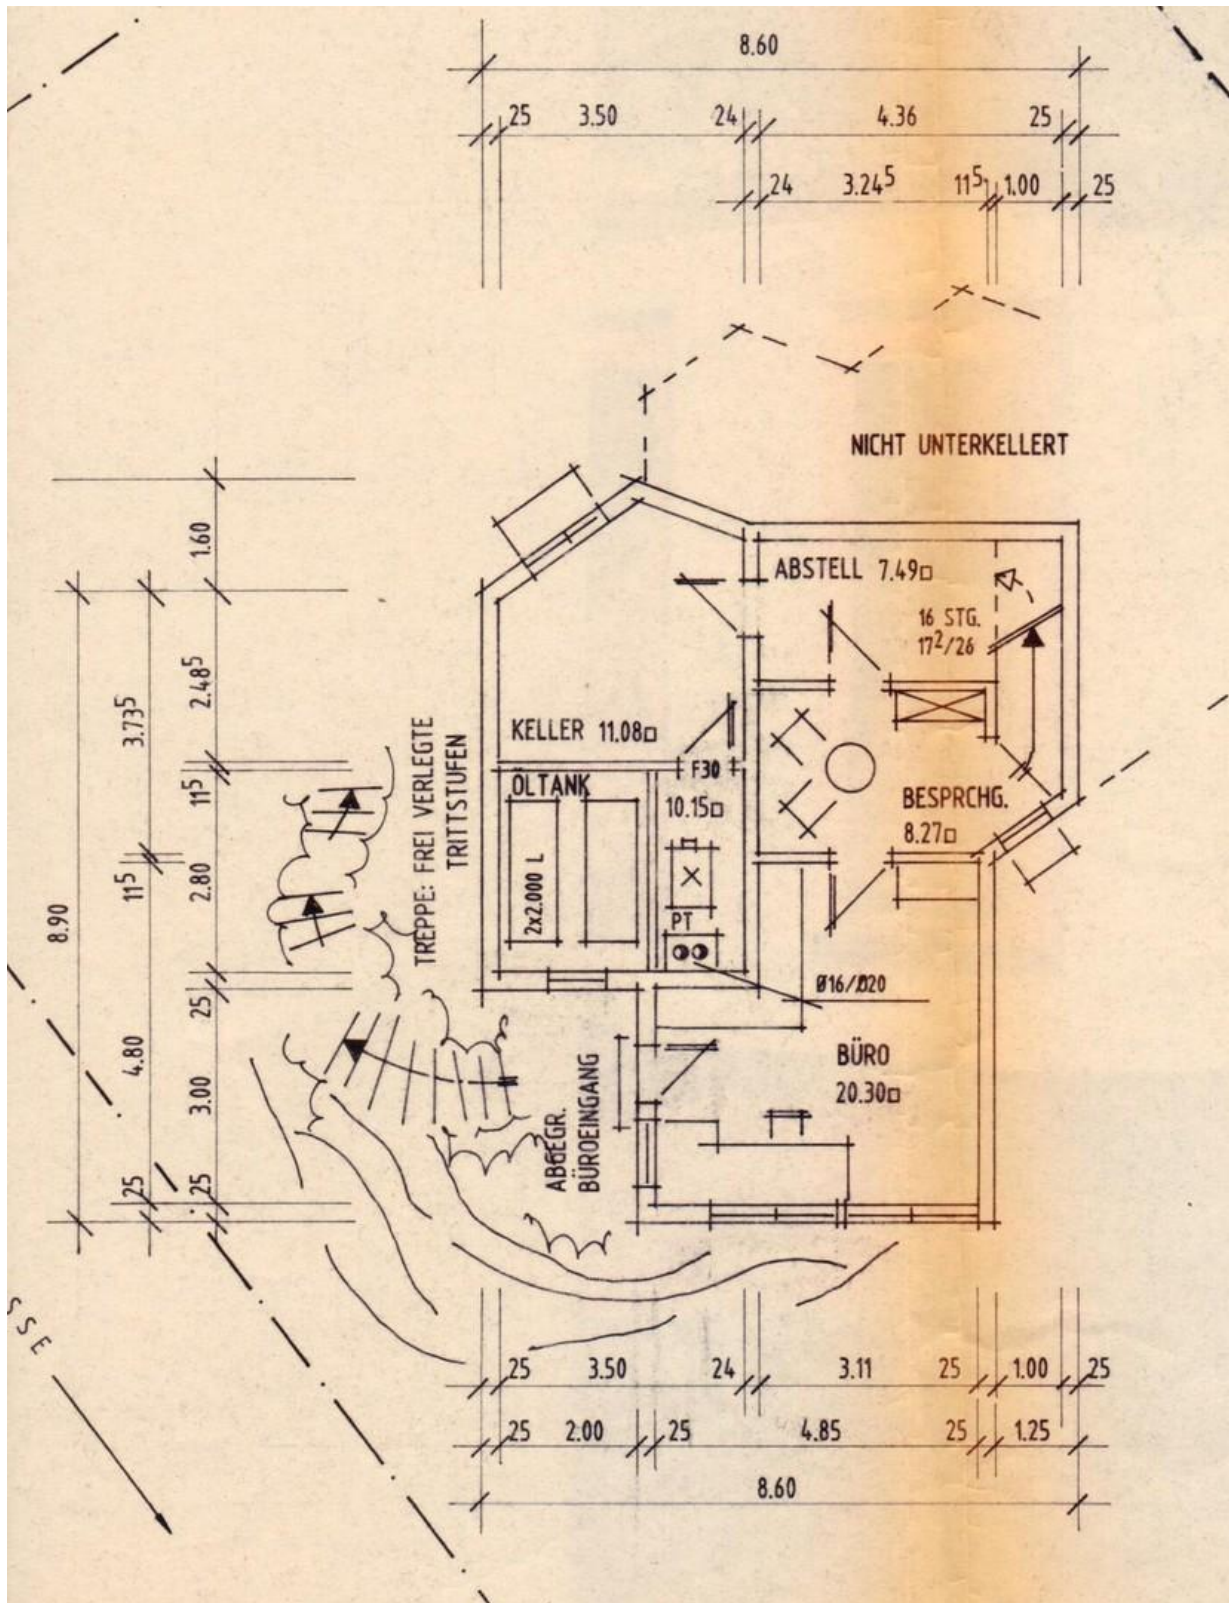 8.60
25 3.50 24 4.36 25
24 3.24⁵ 11⁵ 1.00 25
NICHT UNTERKELLERT
1.60
ABSTELL 7.49□
16 STG.
17²/26
2.48⁵
3.73⁵
KELLER 11.08□
TREPPE: FREI VERLEGTE
TRITTSTUFEN
11⁵
ÖLTANK
F30
10.15□
BESPRCHG.
8.27□
2x2.000 L
2.80
11⁵
8.90
PT
Ø16/□20
25
4.80
3.00
BÜRO
20.30□
ABGEGR.
BÜROEINGANG
25
25
SSE
25 3.50 24 3.11 25 1.00 25
25 2.00 25 4.85 25 1.25
8.60